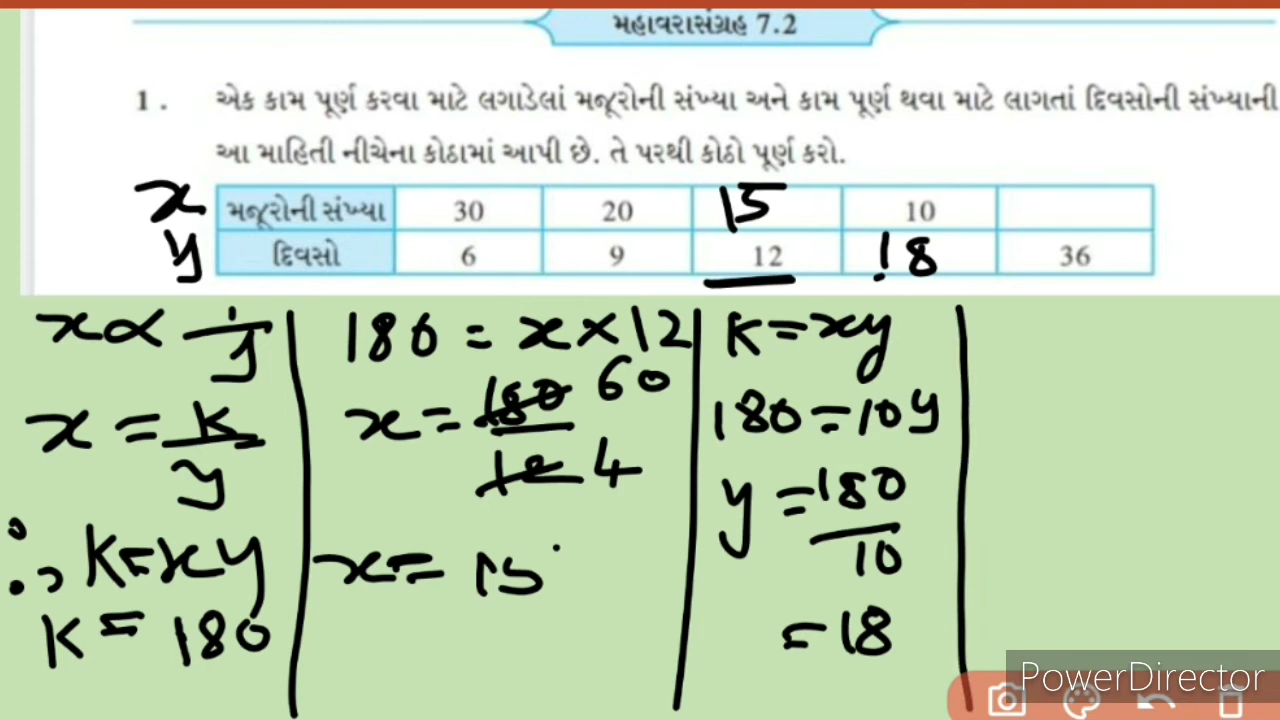 મહાવરાસંગ્રહ 7.2
1. એક કામ પૂર્ણ કરવા માટે લગાડેલાં મજૂરોની સંખ્યા અને કામ પૂર્ણ થવા માટે લાગતાં દિવસોની સંખ્યાની
આ માહિતી નીચેના કોઠામાં આપી છે. તે પરથી કોઠો પૂર્ણ કરો.
x મજૂરોની સંખ્યા 30 20 15 10
y દિવસો 6 9 12 18 36
x ∝ 1/y
x = k/y
∴ k = xy
k = 180
180 = x × 12
x = 180/12 60 4
x = 15
k = xy
180 = 10y
y = 180/10
= 18
PowerDirector